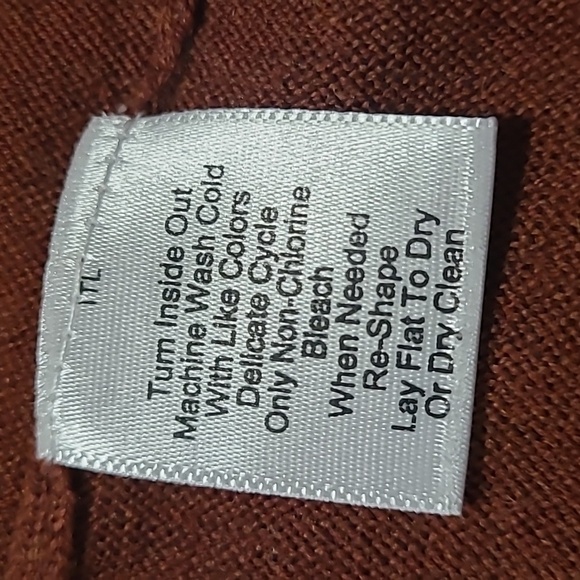 ITL
Turn Inside Out
Machine Wash Cold
With Like Colors
Delicate Cycle
Only Non-Chlorine
Bleach
When Needed
Re-Shape
Lay Flat To Dry
Or Dry Clean